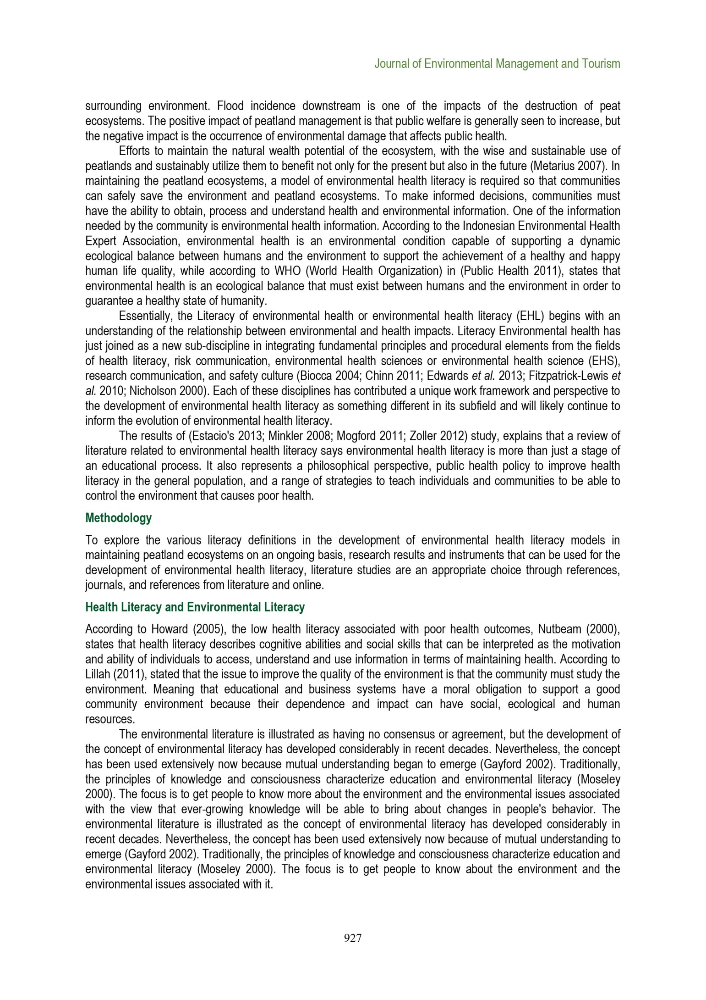 Journal of Environmental Management and Tourism
surrounding environment. Flood incidence downstream is one of the impacts of the destruction of peat
ecosystems. The positive impact of peatland management is that public welfare is generally seen to increase, but
the negative impact is the occurrence of environmental damage that affects public health.
Efforts to maintain the natural wealth potential of the ecosystem, with the wise and sustainable use of
peatlands and sustainably utilize them to benefit not only for the present but also in the future (Metarius 2007). In
maintaining the peatland ecosystems, a model of environmental health literacy is required so that communities
can safely save the environment and peatland ecosystems. To make informed decisions, communities must
have the ability to obtain, process and understand health and environmental information. One of the information
needed by the community is environmental health information. According to the Indonesian Environmental Health
Expert Association, environmental health is an environmental condition capable of supporting a dynamic
ecological balance between humans and the environment to support the achievement of a healthy and happy
human life quality, while according to WHO (World Health Organization) in (Public Health 2011), states that
environmental health is an ecological balance that must exist between humans and the environment in order to
guarantee a healthy state of humanity.
Essentially, the Literacy of environmental health or environmental health literacy (EHL) begins with an
understanding of the relationship between environmental and health impacts. Literacy Environmental health has
just joined as a new sub-discipline in integrating fundamental principles and procedural elements from the fields
of health literacy, risk communication, environmental health sciences or environmental health science (EHS),
research communication, and safety culture (Biocca 2004; Chinn 2011; Edwards et al. 2013; Fitzpatrick-Lewis et
al. 2010; Nicholson 2000). Each of these disciplines has contributed a unique work framework and perspective to
the development of environmental health literacy as something different in its subfield and will likely continue to
inform the evolution of environmental health literacy.
The results of (Estacio's 2013; Minkler 2008; Mogford 2011; Zoller 2012) study, explains that a review of
literature related to environmental health literacy says environmental health literacy is more than just a stage of
an educational process. It also represents a philosophical perspective, public health policy to improve health
literacy in the general population, and a range of strategies to teach individuals and communities to be able to
control the environment that causes poor health.
Methodology
To explore the various literacy definitions in the development of environmental health literacy models in
maintaining peatland ecosystems on an ongoing basis, research results and instruments that can be used for the
development of environmental health literacy, literature studies are an appropriate choice through references,
journals, and references from literature and online.
Health Literacy and Environmental Literacy
According to Howard (2005), the low health literacy associated with poor health outcomes, Nutbeam (2000),
states that health literacy describes cognitive abilities and social skills that can be interpreted as the motivation
and ability of individuals to access, understand and use information in terms of maintaining health. According to
Lillah (2011), stated that the issue to improve the quality of the environment is that the community must study the
environment. Meaning that educational and business systems have a moral obligation to support a good
community environment because their dependence and impact can have social, ecological and human
resources.
The environmental literature is illustrated as having no consensus or agreement, but the development of
the concept of environmental literacy has developed considerably in recent decades. Nevertheless, the concept
has been used extensively now because mutual understanding began to emerge (Gayford 2002). Traditionally,
the principles of knowledge and consciousness characterize education and environmental literacy (Moseley
2000). The focus is to get people to know more about the environment and the environmental issues associated
with the view that ever-growing knowledge will be able to bring about changes in people's behavior. The
environmental literature is illustrated as the concept of environmental literacy has developed considerably in
recent decades. Nevertheless, the concept has been used extensively now because of mutual understanding to
emerge (Gayford 2002). Traditionally, the principles of knowledge and consciousness characterize education and
environmental literacy (Moseley 2000). The focus is to get people to know about the environment and the
environmental issues associated with it.
927